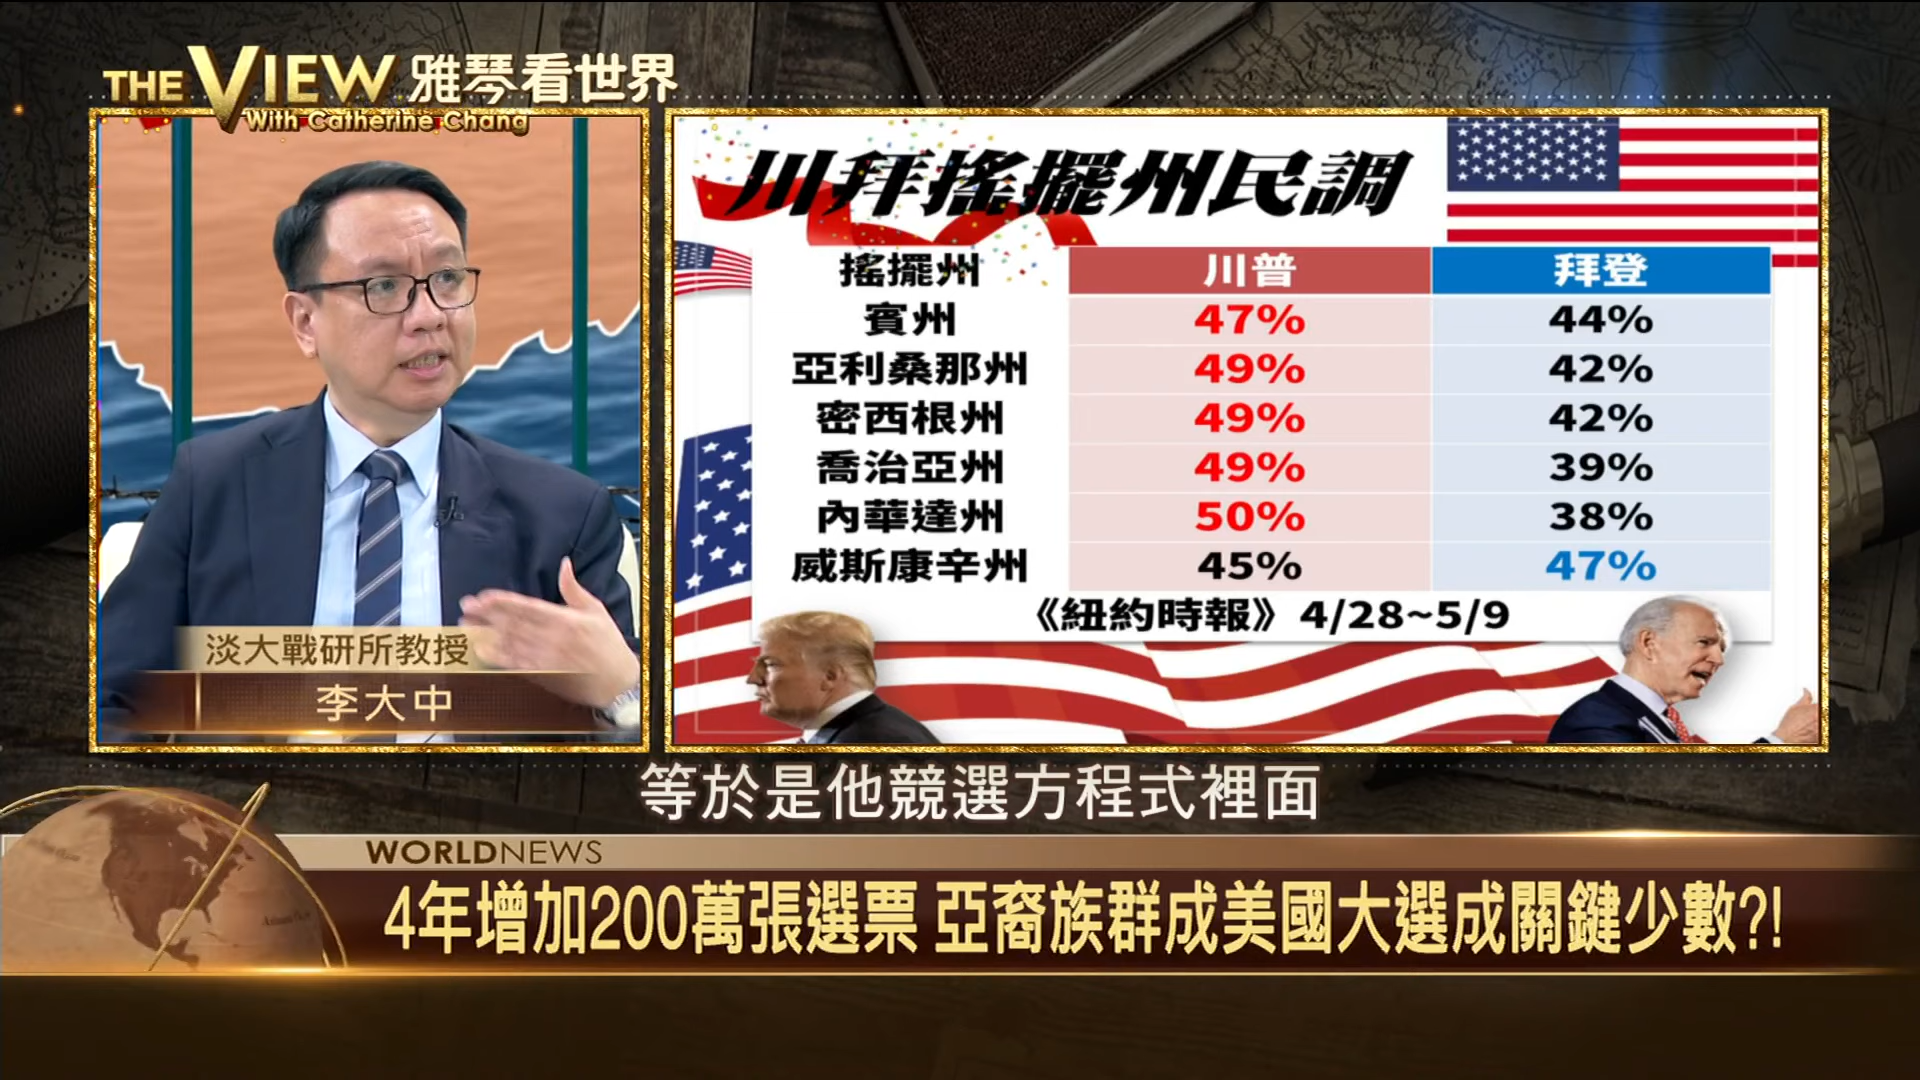 THE VIEW 雅琴看世界
With Catherine Chang
川拜搖擺州民調
搖擺州 川普 拜登
賓州 47% 44%
亞利桑那州 49% 42%
密西根州 49% 42%
喬治亞州 49% 39%
內華達州 50% 38%
威斯康辛州 45% 47%
《紐約時報》4/28~5/9
淡大戰研所教授
李大中
等於是他競選方程式裡面
WORLDNEWS
4年增加200萬張選票 亞裔族群成美國大選成關鍵少數?!